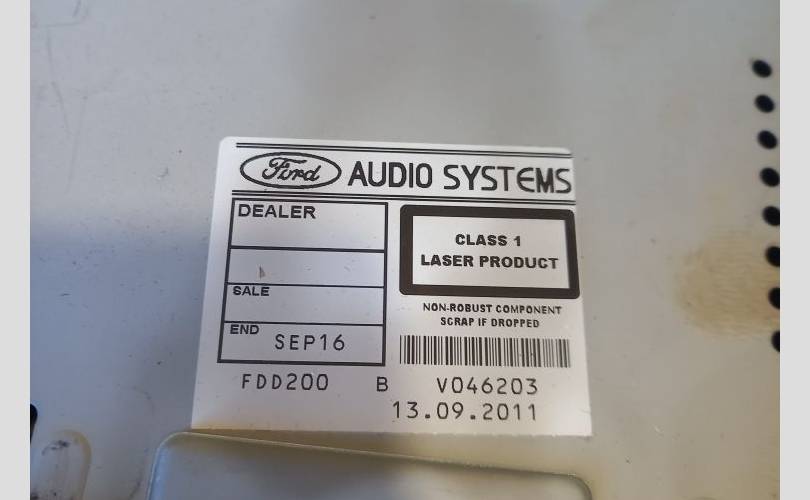 Ford AUDIO SYSTEMS
DEALER
CLASS 1
LASER PRODUCT
SALE
NON-ROBUST COMPONENT
SCRAP IF DROPPED
END SEP16
FDD200 B V046203
13.09.2011